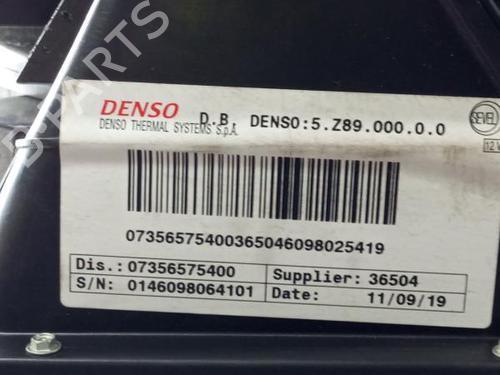 B-PARTS
DENSO
D.B. DENSO:5.Z89.000.0.0
DENSO THERMAL SYSTEMS S.p.A.
SEVEL
12 V
07356575400365046098025419
Dis.: 07356575400
Supplier: 36504
S/N: 0146098064101
Date: 11/09/19